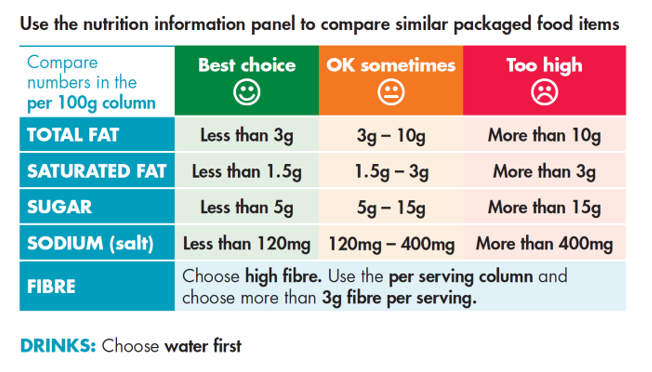 Use the nutrition information panel to compare similar packaged food items
Compare
numbers in the
per 100g column
Best choice
OK sometimes
Too high
TOTAL FAT Less than 3g 3g – 10g More than 10g
SATURATED FAT Less than 1.5g 1.5g – 3g More than 3g
SUGAR Less than 5g 5g – 15g More than 15g
SODIUM (salt) Less than 120mg 120mg – 400mg More than 400mg
FIBRE
Choose high fibre. Use the per serving column and
choose more than 3g fibre per serving.
DRINKS: Choose water first